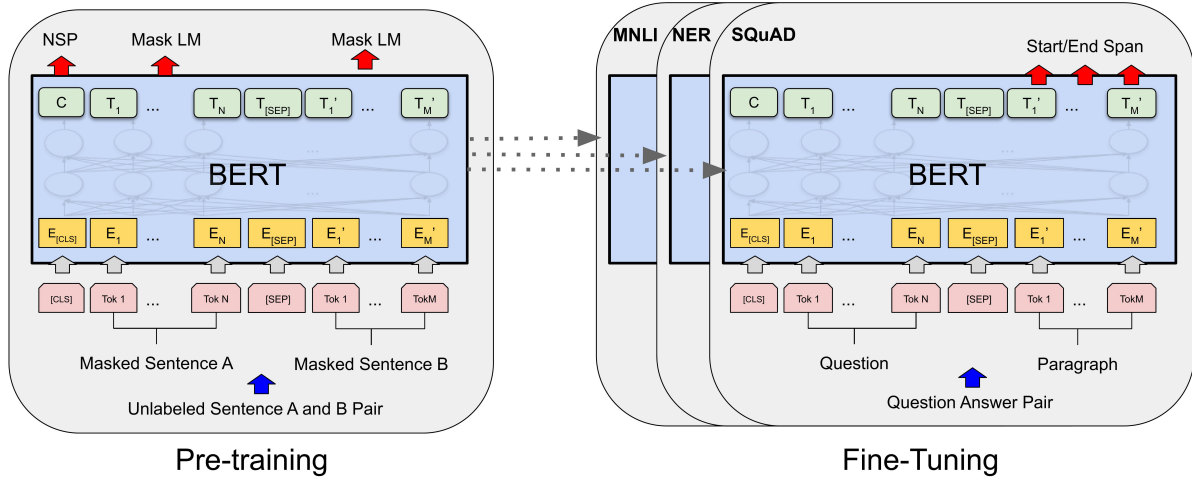 NSP Mask LM Mask LM
C T1 ... TN T[SEP] T1' ... TM'
...
BERT
...
E[CLS] E1 ... EN E[SEP] E1' ... EM'
[CLS] Tok 1 ... Tok N [SEP] Tok 1 ... TokM
Masked Sentence A Masked Sentence B
Unlabeled Sentence A and B Pair
Pre-training
MNLI NER SQuAD
Start/End Span
C T1 ... TN T[SEP] T1' ... TM'
...
BERT
...
E[CLS] E1 ... EN E[SEP] E1' ... EM'
[CLS] Tok 1 ... Tok N [SEP] Tok 1 ... TokM
Question Paragraph
Question Answer Pair
Fine-Tuning